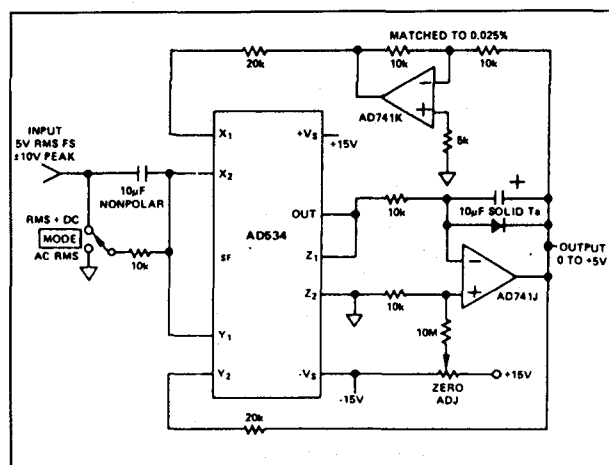 MATCHED TO 0.025%
20k
10k
10k
AD741K
5k
INPUT
5V RMS FS
±10V PEAK
10µF
NONPOLAR
RMS + DC
MODE
AC RMS
10k
X1
X2
SF
Y1
Y2
AD534
+VS
+15V
OUT
Z1
Z2
-VS
-15V
10k
10µF SOLID Ta
+
AD741J
OUTPUT
0 TO +5V
10k
10M
ZERO
ADJ
+15V
20k